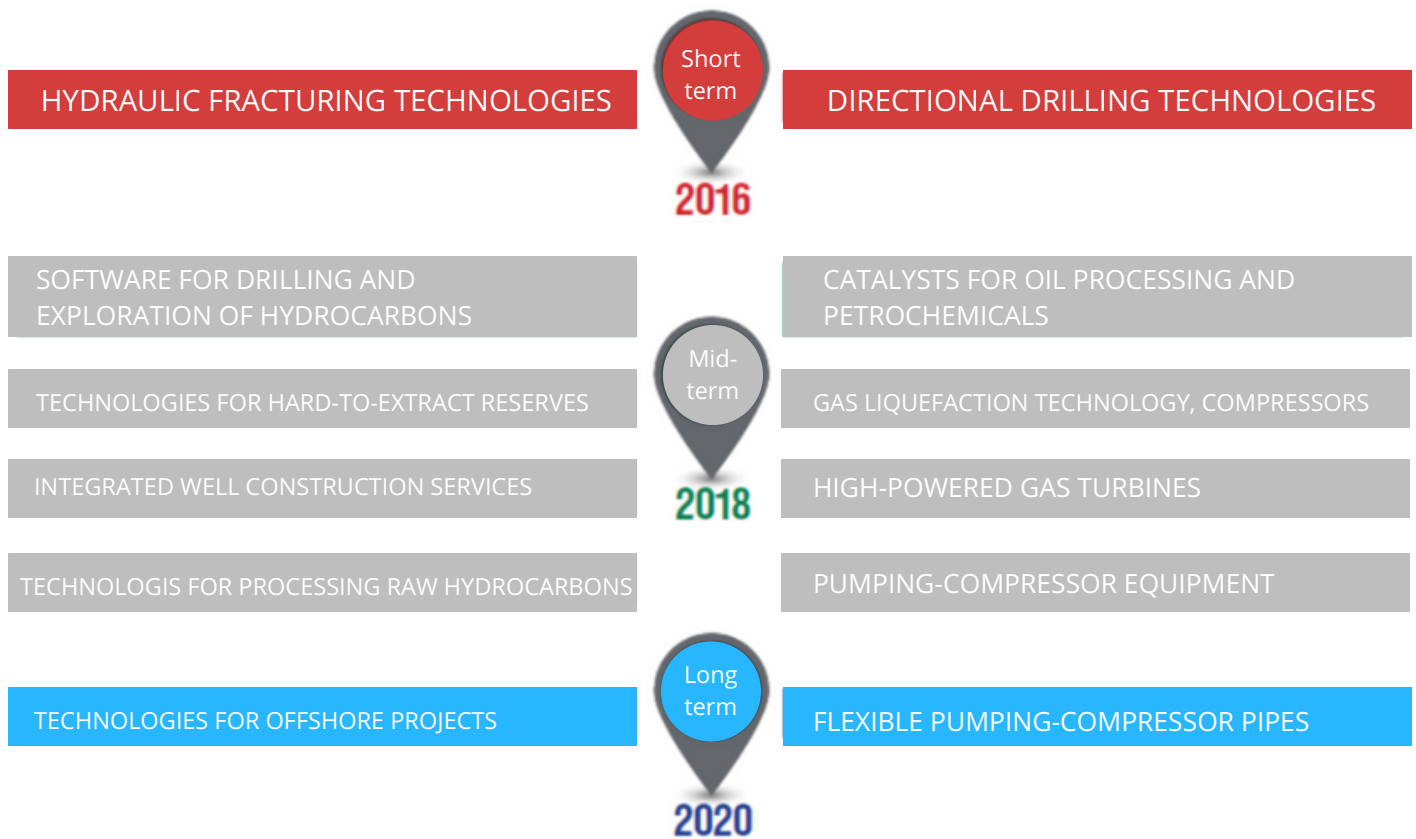 Short
term
HYDRAULIC FRACTURING TECHNOLOGIES
DIRECTIONAL DRILLING TECHNOLOGIES
2016
SOFTWARE FOR DRILLING AND
EXPLORATION OF HYDROCARBONS
CATALYSTS FOR OIL PROCESSING AND
PETROCHEMICALS
Mid-
term
TECHNOLOGIES FOR HARD-TO-EXTRACT RESERVES
GAS LIQUEFACTION TECHNOLOGY, COMPRESSORS
INTEGRATED WELL CONSTRUCTION SERVICES
HIGH-POWERED GAS TURBINES
2018
TECHNOLOGIS FOR PROCESSING RAW HYDROCARBONS
PUMPING-COMPRESSOR EQUIPMENT
Long
term
TECHNOLOGIES FOR OFFSHORE PROJECTS
FLEXIBLE PUMPING-COMPRESSOR PIPES
2020